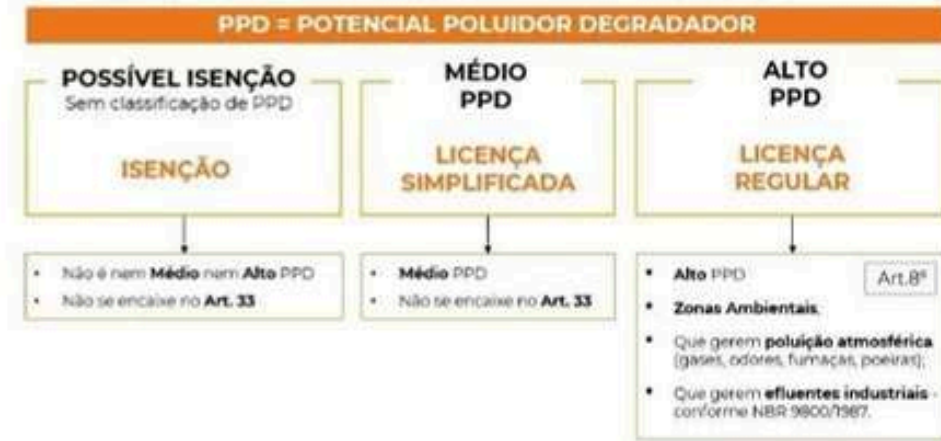 PPD = POTENCIAL POLUIDOR DEGRADADOR
POSSÍVEL ISENÇÃO
Sem classificação de PPD
ISENÇÃO
• Não é nem Médio nem Alto PPD
• Não se encaixe no Art. 33
MÉDIO
PPD
LICENÇA
SIMPLIFICADA
• Médio PPD
• Não se encaixe no Art. 33
ALTO
PPD
LICENÇA
REGULAR
• Alto PPD
Art.8º
• Zonas Ambientais,
• Que gerem poluição atmosférica
(gases, odores, fumaças, poeiras);
• Que gerem efluentes industriais -
conforme NBR 9800/1987.